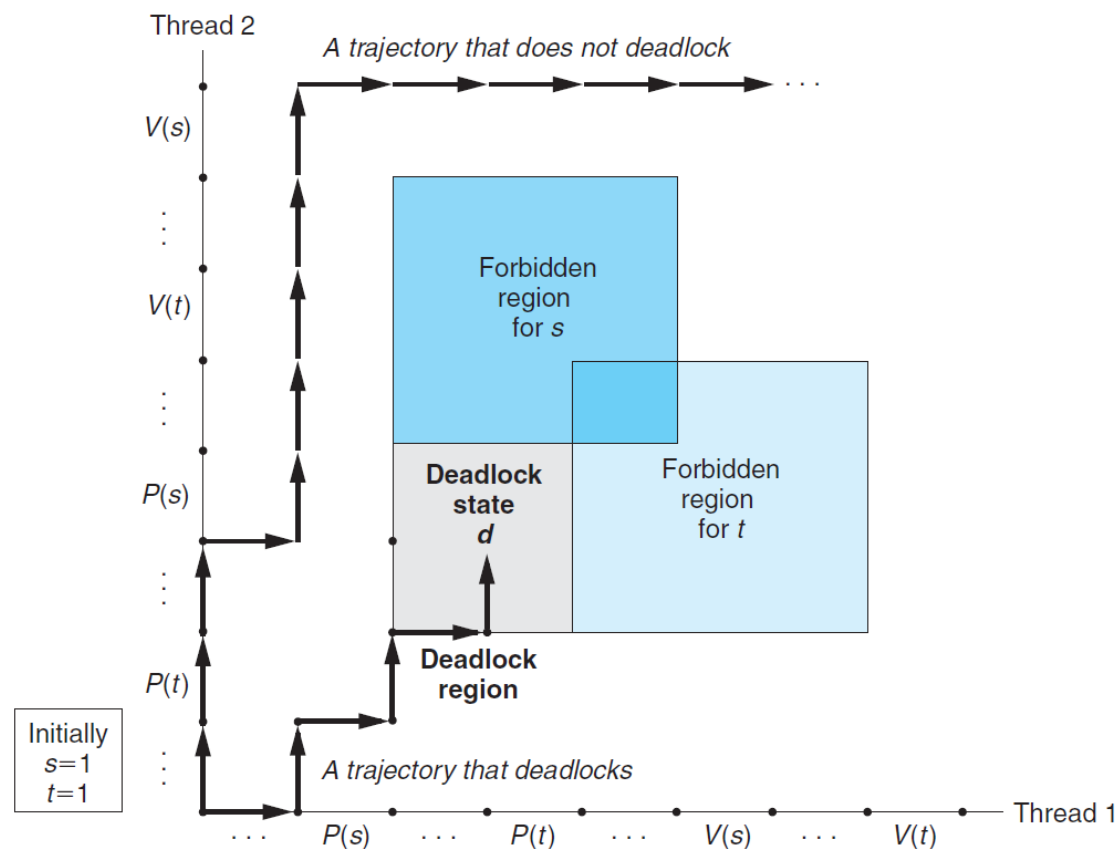 Thread 2
A trajectory that does not deadlock
. . .
V(s)
. . .
Forbidden
region
for s
V(t)
. . .
Deadlock
state
d
Forbidden
region
for t
P(s)
. . .
Deadlock
region
P(t)
Initially
s=1
t=1
. . .
A trajectory that deadlocks
Thread 1
. . . P(s) . . . P(t) . . . V(s) . . . V(t)